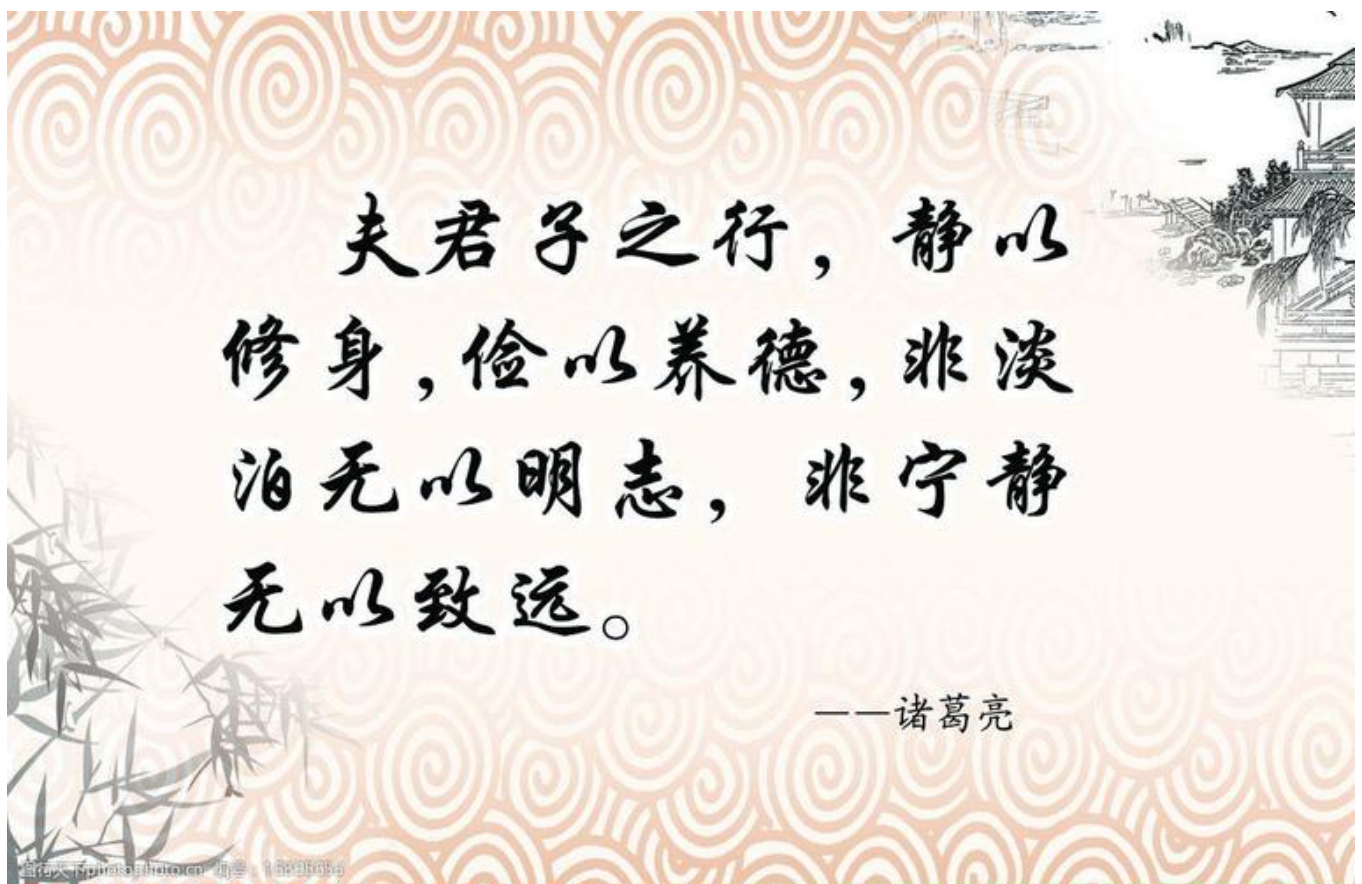 夫君子之行，静以
修身，俭以养德，非淡
泊无以明志，非宁静
无以致远。
——诸葛亮